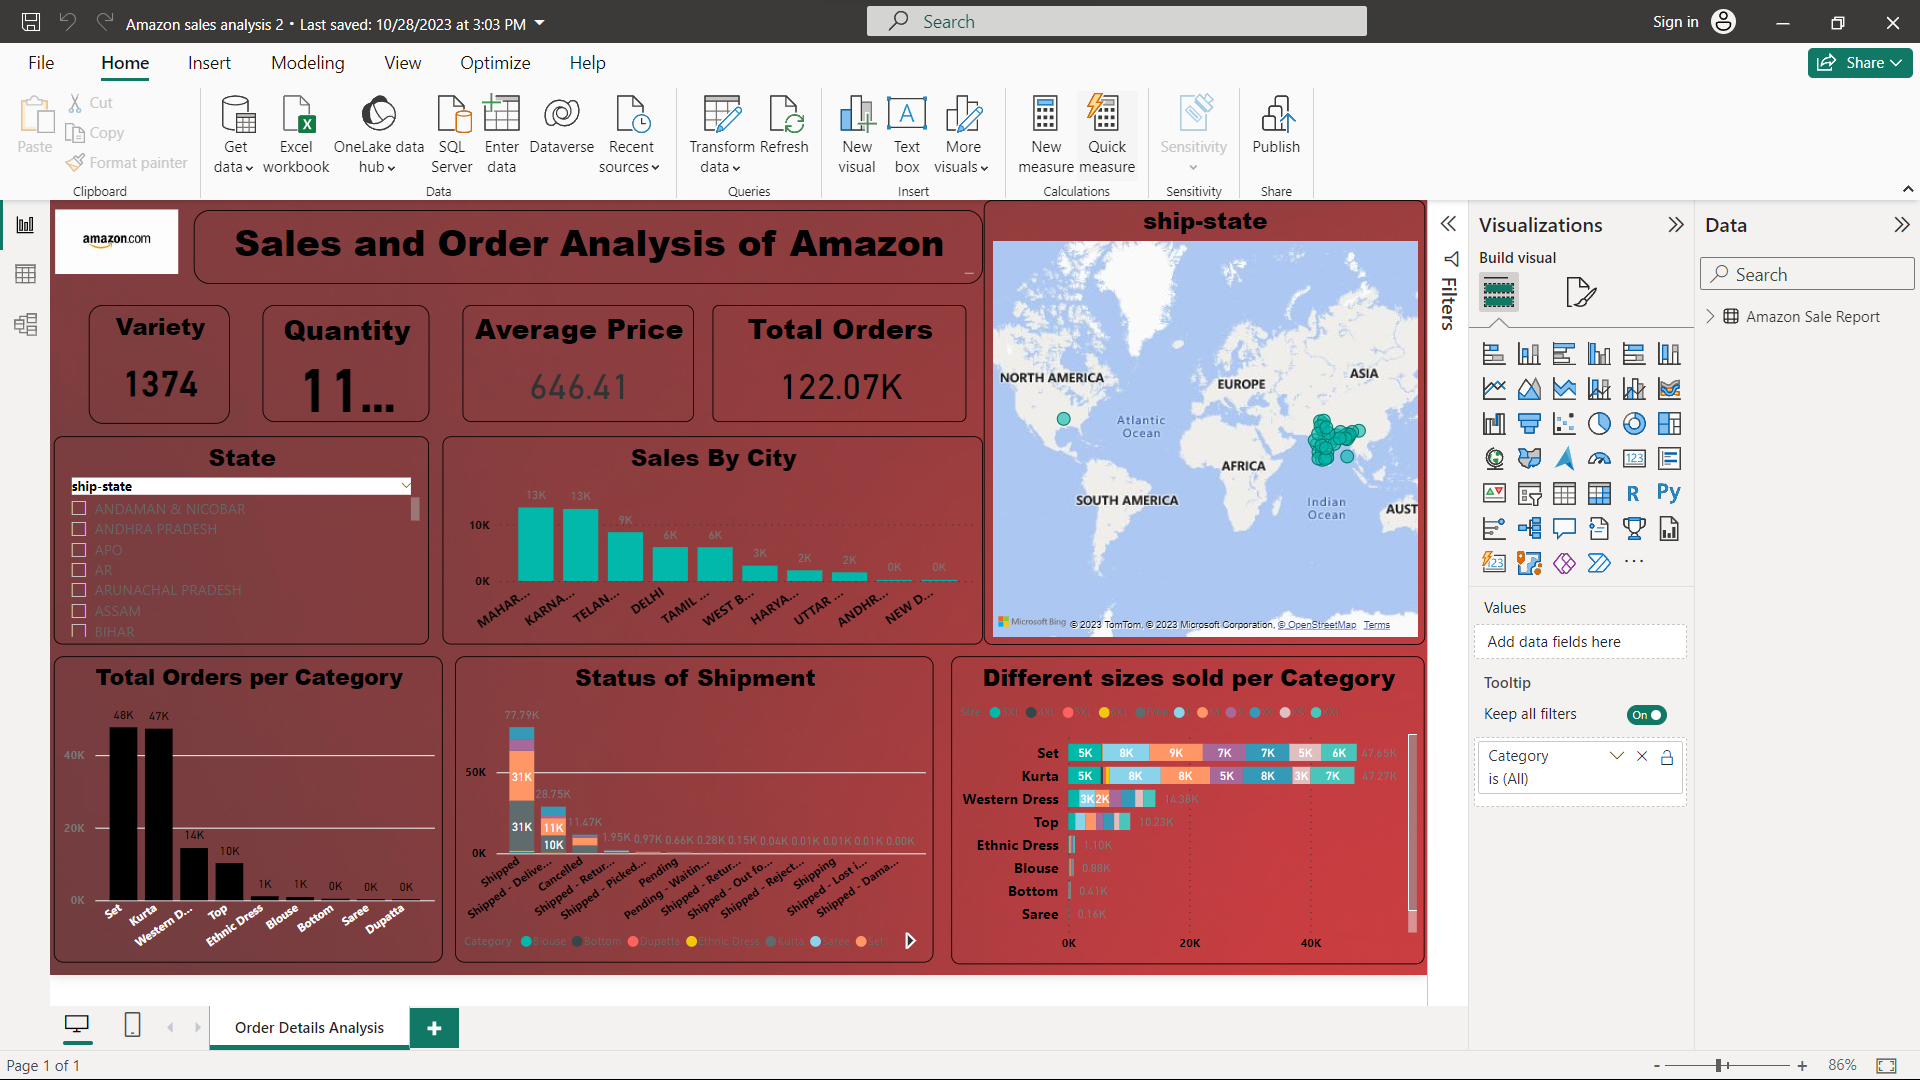 Amazon sales analysis 2 • Last saved: 10/28/2023 at 3:03 PM
Search
Sign in
File Home Insert Modeling View Optimize Help
Share
Paste
Cut
Copy
Format painter
Clipboard
Get data
Excel workbook
OneLake data hub
SQL Server
Enter data
Dataverse
Recent sources
Data
Transform data
Refresh
Queries
New visual
Text box
More visuals
Insert
New measure
Quick measure
Calculations
Sensitivity
Sensitivity
Publish
Share
amazon.com
Sales and Order Analysis of Amazon
Variety
1374
Quantity
11...
Average Price
646.41
Total Orders
122.07K
State
ship-state
ANDAMAN & NICOBAR
ANDHRA PRADESH
APO
AR
ARUNACHAL PRADESH
ASSAM
BIHAR
Sales By City
13K 13K 9K 6K 6K 3K 2K 2K 0K 0K
10K
0K
MAHAR... KARNA... TELAN... DELHI TAMIL ... WEST B... HARYA... UTTAR ... ANDHR... NEW D...
ship-state
NORTH AMERICA
EUROPE
ASIA
Atlantic Ocean
AFRICA
SOUTH AMERICA
Indian Ocean
AUST
Microsoft Bing
© 2023 TomTom, © 2023 Microsoft Corporation, © OpenStreetMap Terms
Total Orders per Category
48K 47K 14K 10K 1K 1K 0K 0K 0K
40K
20K
0K
Set Kurta Western D... Top Ethnic Dress Blouse Bottom Saree Dupatta
Status of Shipment
77.79K 28.75K 11.47K 1.95K 0.97K 0.66K 0.28K 0.15K 0.04K 0.01K 0.01K 0.01K 0.00K
31K
31K
11K
10K
50K
0K
Shipped Shipped - Delive... Cancelled Shipped - Retur... Shipped - Picked... Pending Pending - Waitin... Shipped - Retur... Shipped - Out fo... Shipped - Reject... Shipping Shipped - Lost i... Shipped - Dama...
Category Blouse Bottom Dupatta Ethnic Dress Kurta Saree Set
Different sizes sold per Category
Size
Set 5K 8K 9K 7K 7K 5K 6K 47.65K
Kurta 5K 8K 8K 5K 8K 3K 7K 47.27K
Western Dress 3K 2K 14.38K
Top 10.23K
Ethnic Dress 1.10K
Blouse 0.88K
Bottom 0.41K
Saree 0.16K
0K 20K 40K
Filters
Visualizations
Build visual
123
R
Py
123
Values
Add data fields here
Tooltip
Keep all filters
On
Category
is (All)
Data
Search
Amazon Sale Report
Order Details Analysis
Page 1 of 1
86%